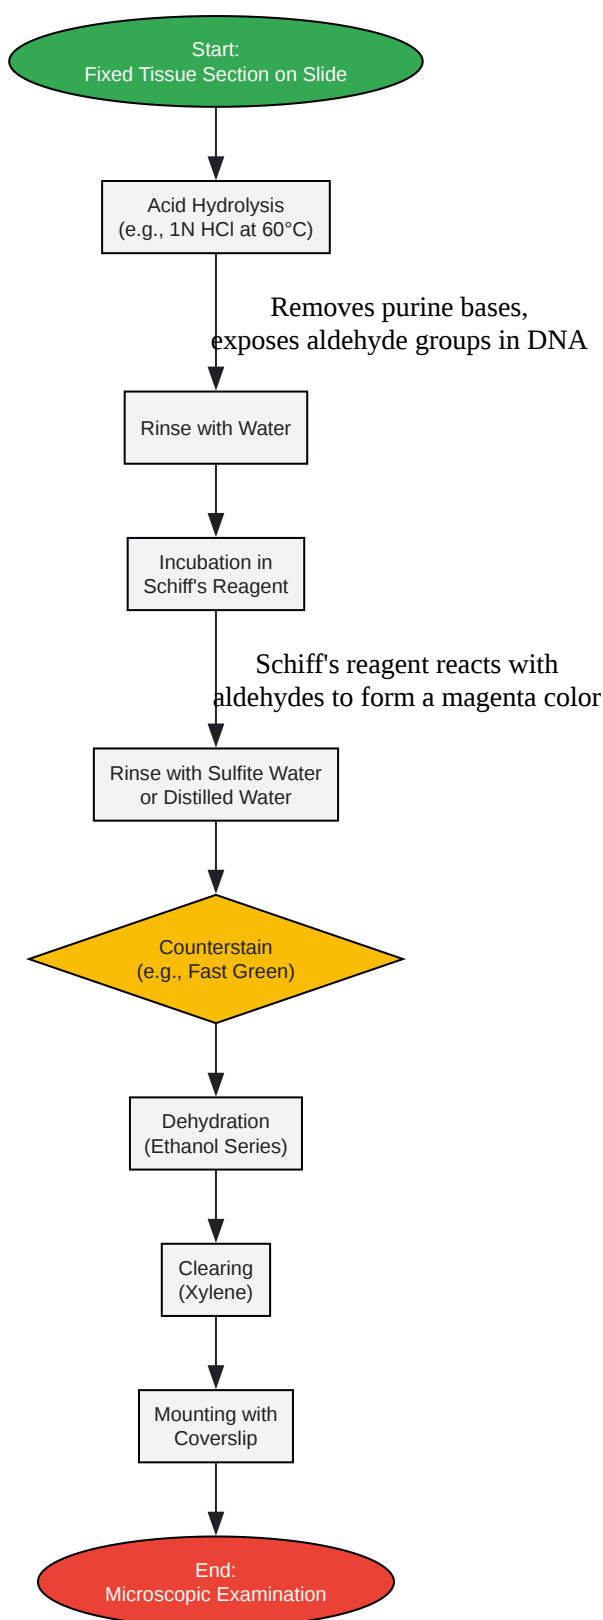 Start:
Fixed Tissue Section on Slide
Acid Hydrolysis
(e.g., 1N HCl at 60°C)
Removes purine bases,
exposes aldehyde groups in DNA
Rinse with Water
Incubation in
Schiff's Reagent
Schiff's reagent reacts with
aldehydes to form a magenta color
Rinse with Sulfite Water
or Distilled Water
Counterstain
(e.g., Fast Green)
Dehydration
(Ethanol Series)
Clearing
(Xylene)
Mounting with
Coverslip
End:
Microscopic Examination